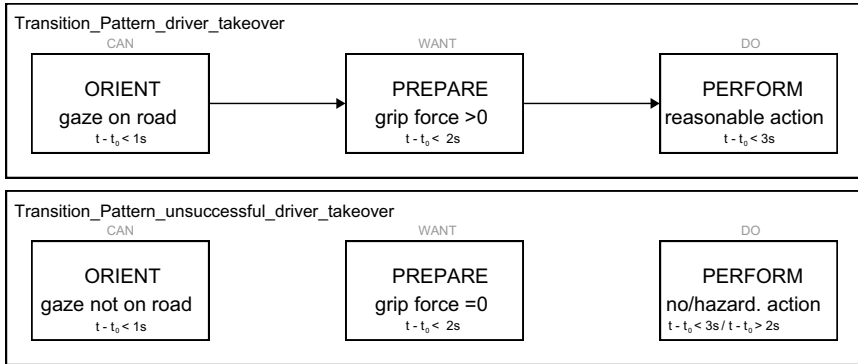 Transition_Pattern_driver_takeover
CAN WANT DO
ORIENT PREPARE PERFORM
gaze on road grip force >0 reasonable action
t - t₀ < 1s t - t₀ < 2s t - t₀ < 3s
Transition_Pattern_unsuccessful_driver_takeover
CAN WANT DO
ORIENT PREPARE PERFORM
gaze not on road grip force =0 no/hazard. action
t - t₀ < 1s t - t₀ < 2s t - t₀ < 3s / t - t₀ > 2s